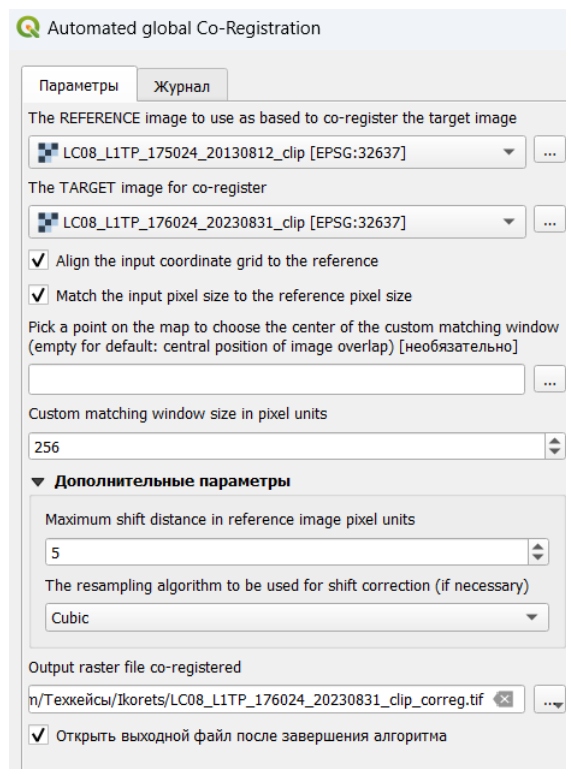 Automated global Co-Registration
Параметры Журнал
The REFERENCE image to use as based to co-register the target image
LC08_L1TP_175024_20130812_clip [EPSG:32637] ...
The TARGET image for co-register
LC08_L1TP_176024_20230831_clip [EPSG:32637] ...
Align the input coordinate grid to the reference
Match the input pixel size to the reference pixel size
Pick a point on the map to choose the center of the custom matching window
(empty for default: central position of image overlap) [необязательно]
...
Custom matching window size in pixel units
256
Дополнительные параметры
Maximum shift distance in reference image pixel units
5
The resampling algorithm to be used for shift correction (if necessary)
Cubic
Output raster file co-registered
n/Техкейсы/Ikorets/LC08_L1TP_176024_20230831_clip_correg.tif ...
Открыть выходной файл после завершения алгоритма